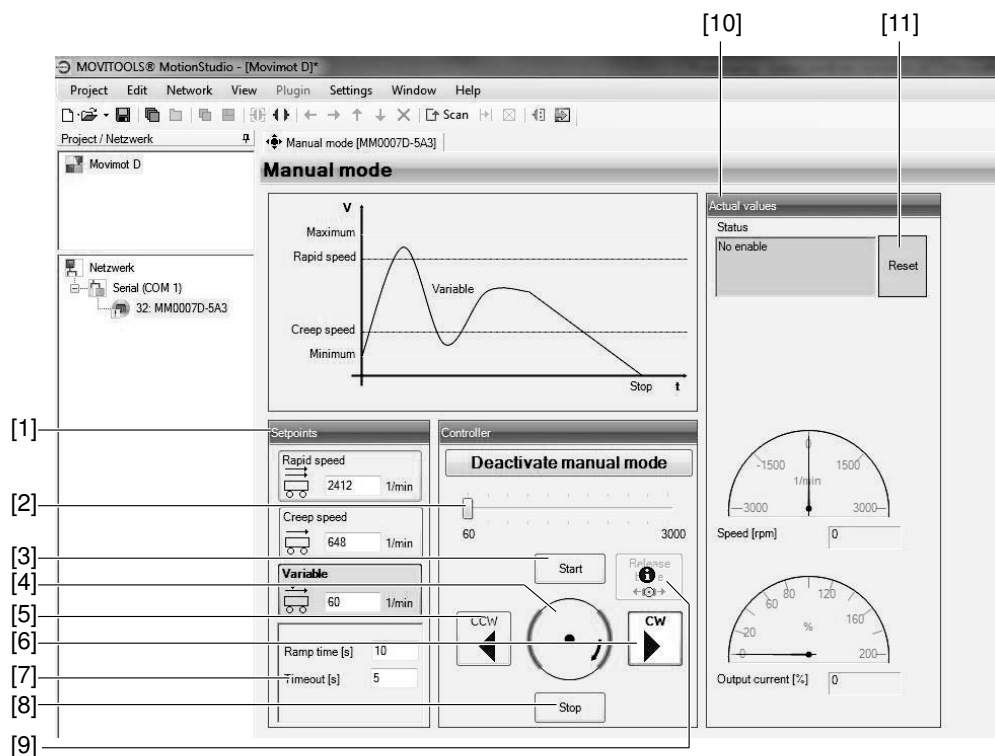 [10] [11]
MOVITOOLS® MotionStudio - [Movimot D]*
Project Edit Network View Plugin Settings Window Help
Scan
Project / Netzwerk
Manual mode [MM0007D-5A3]
Movimot D
Manual mode
Netzwerk
Serial (COM 1)
32: MM0007D-5A3
V
Maximum
Rapid speed
Variable
Creep speed
Minimum
Stop t
Actual values
Status
No enable
Reset
[1]
Setpoints
Rapid speed
2412 1/min
Creep speed
648 1/min
Variable
60 1/min
Ramp time [s] 10
Timeout [s] 5
Controller
Deactivate manual mode
[2]
60 3000
[3]
Start
Release
[4]
[5]
CCW
CW
[6]
[7]
[8]
Stop
[9]
0
-1500 1500
1/min
-3000 3000
Speed [rpm] 0
80 120
60 160
%
20
0 200
Output current [%] 0